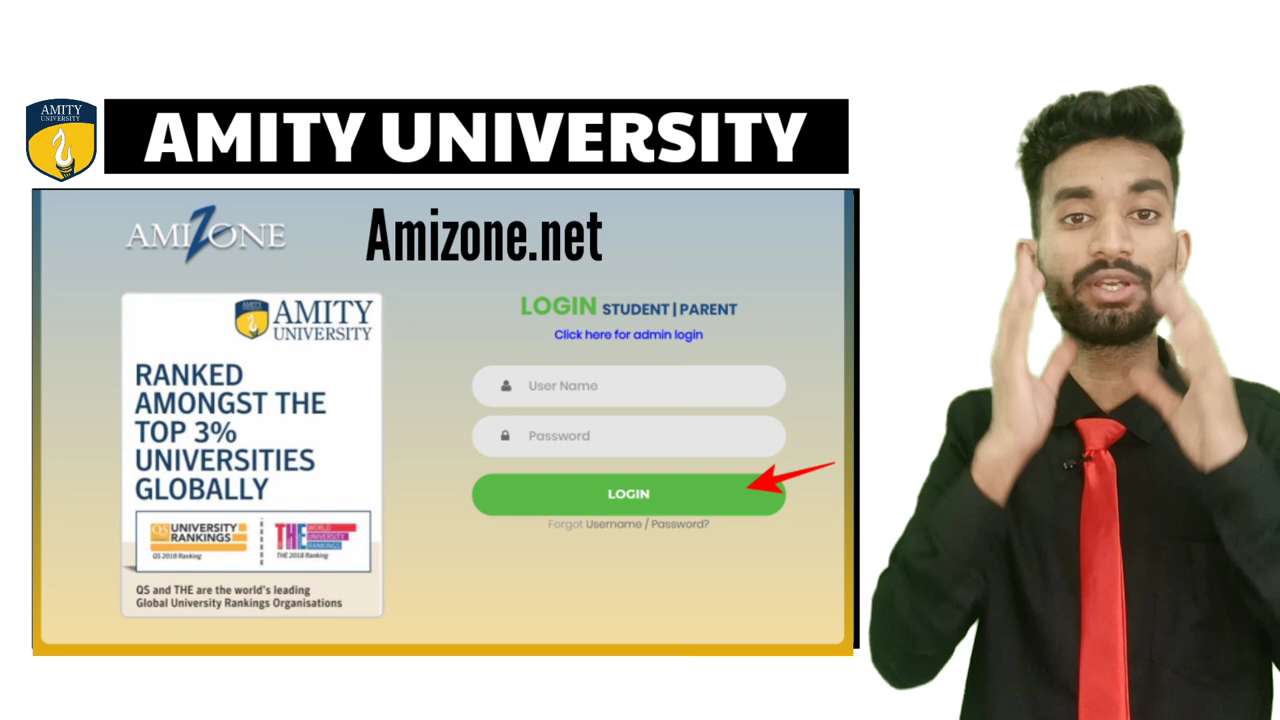 AMITY
UNIVERSITY
AMITY UNIVERSITY
AMIZONE
Amizone.net
AMITY
AMITY
UNIVERSITY
LOGIN STUDENT | PARENT
Click here for admin login
RANKED
AMONGST THE
TOP 3%
UNIVERSITIES
GLOBALLY
User Name
Password
LOGIN
Forgot Username / Password?
QS UNIVERSITY
RANKINGS
QS 2018 Ranking
THE WORLD
UNIVERSITY
RANKINGS
THE 2018 Ranking
QS and THE are the world's leading
Global University Rankings Organisations